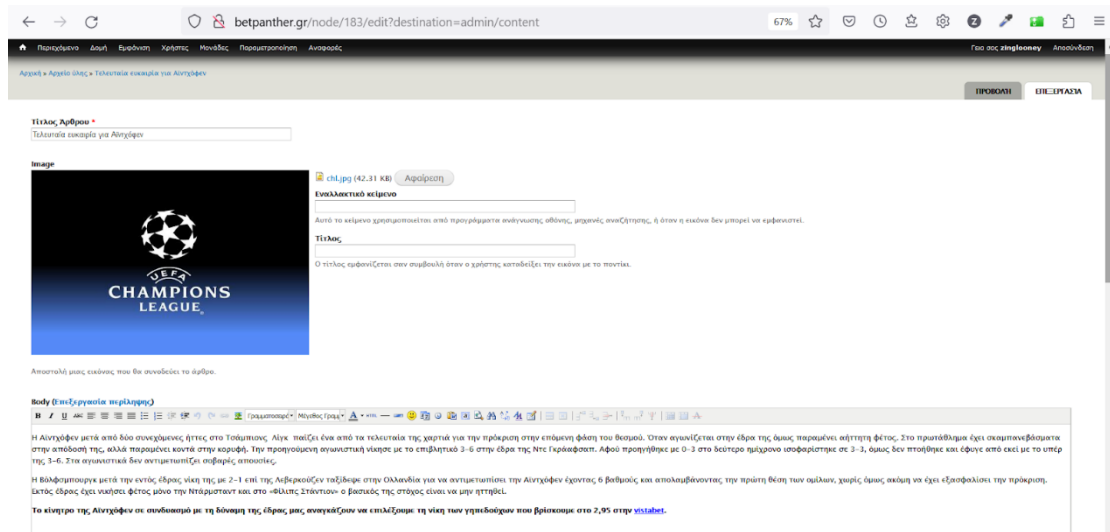 betpanther.gr/node/183/edit?destination=admin/content
67%
Περιεχόμενο Δομή Εμφάνιση Χρήστες Μονάδες Παραμετροποίηση Αναφορές
Γεια σας zinglooney Αποσύνδεση
Αρχική » Αρχείο ύλης » Τελευταία ευκαιρία για Αϊντχόφεν
ΠΡΟΒΟΛΗ
ΕΠΕΞΕΡΓΑΣΙΑ
Τίτλος Άρθρου *
Τελευταία ευκαιρία για Αϊντχόφεν
Image
chl.jpg (42.31 KB) Αφαίρεση
Εναλλακτικό κείμενο
Αυτό το κείμενο χρησιμοποιείται από προγράμματα ανάγνωσης οθόνης, μηχανές αναζήτησης, ή όταν η εικόνα δεν μπορεί να εμφανιστεί.
Τίτλος
Ο τίτλος εμφανίζεται σαν συμβουλή όταν ο χρήστης καταδείξει την εικόνα με το ποντίκι.
UEFA
CHAMPIONS
LEAGUE
Αποστολή μιας εικόνας που θα συνοδεύει το άρθρο.
Body (Επεξεργασία περίληψης)
Η Αϊντχόφεν μετά από δύο συνεχόμενες ήττες στο Τσάμπιονς Λιγκ παίζει ένα από τα τελευταία της χαρτιά για την πρόκριση στην επόμενη φάση του θεσμού. Όταν αγωνίζεται στην έδρα της όμως παραμένει αήττητη φέτος. Στο πρωτάθλημα έχει σκαμπανεβάσματα
στην απόδοσή της, αλλά παραμένει κοντά στην κορυφή. Την προηγούμενη αγωνιστική νίκησε με το επιβλητικό 3-6 στην έδρα της Ντε Γκράαφσαπ. Αφού προηγήθηκε με 0-3 στο δεύτερο ημίχρονο ισοφαρίστηκε σε 3-3, όμως δεν πτοήθηκε και έφυγε από εκεί με το υπέρ
της, 3-6. Στα αγωνιστικά δεν αντιμετωπίζει σοβαρές απουσίες.
Η Βόλφσμπουργκ μετά την εντός έδρας νίκη της με 2-1 επί της Λεβερκούζεν ταξίδεψε στην Ολλανδία για να αντιμετωπίσει την Αϊντχόφεν έχοντας 6 βαθμούς και απολαμβάνοντας την πρώτη θέση των ομίλων, χωρίς όμως ακόμη να έχει εξασφαλίσει την πρόκριση.
Εκτός έδρας έχει νικήσει φέτος μόνο την Ντάρμσταντ και στο «Φίλιπς Στάντιον» ο βασικός της στόχος είναι να μην ηττηθεί.
Το κίνητρο της Αϊντχόφεν σε συνδυασμό με τη δύναμη της έδρας μας αναγκάζουν να επιλέξουμε τη νίκη των γηπεδούχων που βρίσκουμε στο 2,95 στην vistabet.